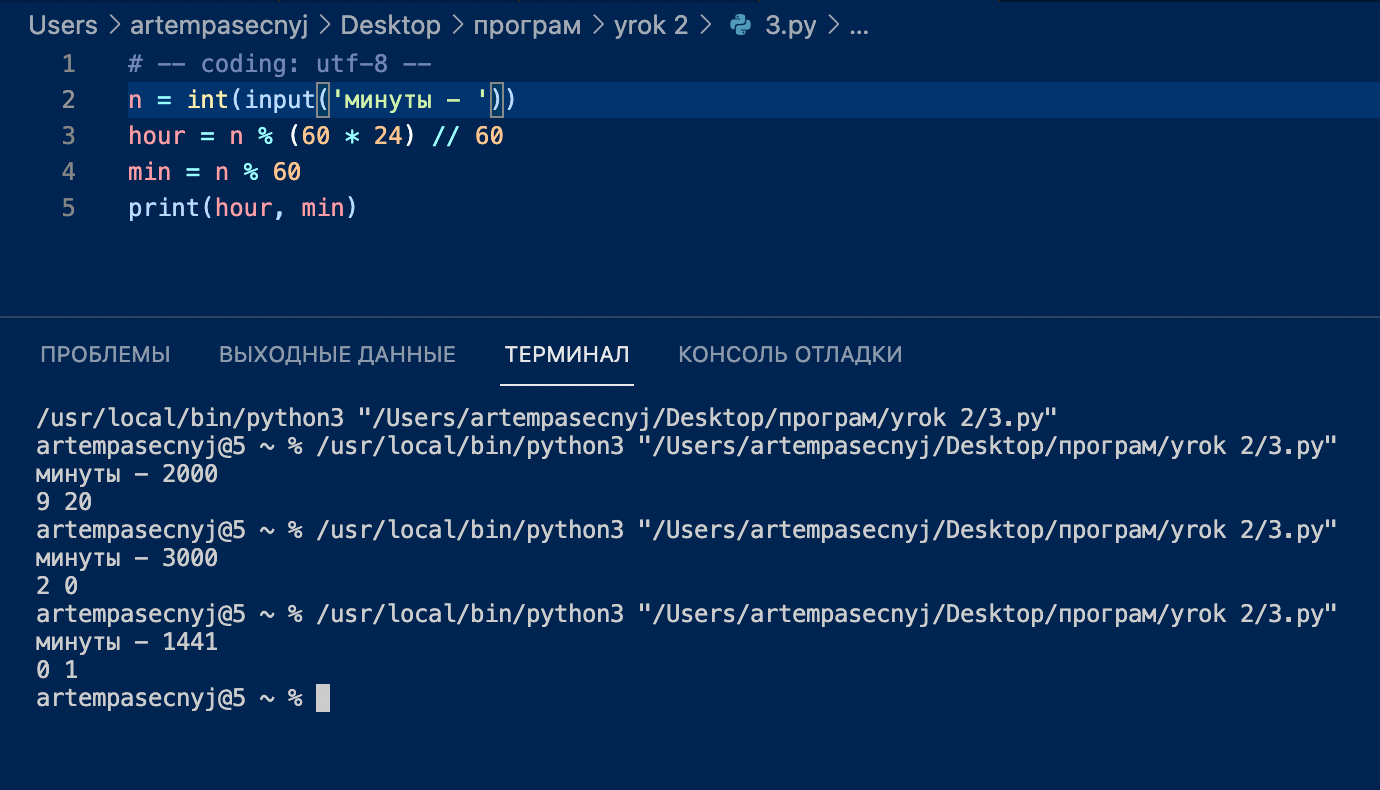 Users > artempasecnyj > Desktop > програм > yrok 2 > 3.py > ...
1 # -- coding: utf-8 --
2 n = int(input('минуты - '))
3 hour = n % (60 * 24) // 60
4 min = n % 60
5 print(hour, min)
ПРОБЛЕМЫ ВЫХОДНЫЕ ДАННЫЕ ТЕРМИНАЛ КОНСОЛЬ ОТЛАДКИ
/usr/local/bin/python3 "/Users/artempasecnyj/Desktop/програм/yrok 2/3.py"
artempasecnyj@5 ~ % /usr/local/bin/python3 "/Users/artempasecnyj/Desktop/програм/yrok 2/3.py"
минуты - 2000
9 20
artempasecnyj@5 ~ % /usr/local/bin/python3 "/Users/artempasecnyj/Desktop/програм/yrok 2/3.py"
минуты - 3000
2 0
artempasecnyj@5 ~ % /usr/local/bin/python3 "/Users/artempasecnyj/Desktop/програм/yrok 2/3.py"
минуты - 1441
0 1
artempasecnyj@5 ~ %